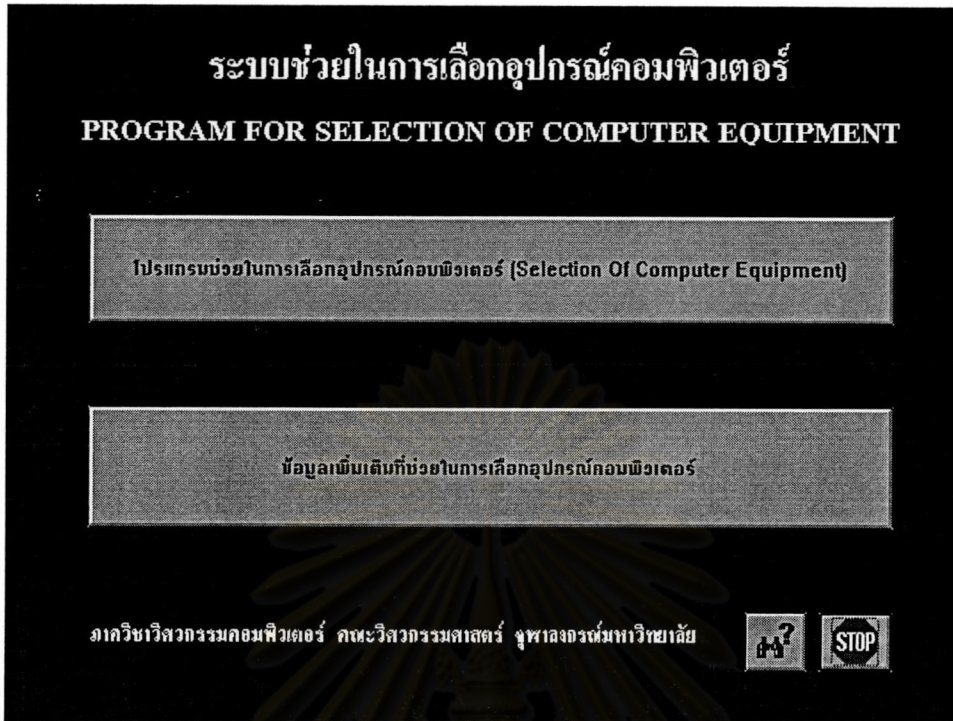 ระบบช่วยในการเลือกอุปกรณ์คอมพิวเตอร์
PROGRAM FOR SELECTION OF COMPUTER EQUIPMENT
โปรแกรมช่วยในการเลือกอุปกรณ์คอมพิวเตอร์ (Selection Of Computer Equipment)
ข้อมูลเพิ่มเติมที่ช่วยในการเลือกอุปกรณ์คอมพิวเตอร์
ภาควิชาวิศวกรรมคอมพิวเตอร์ คณะวิศวกรรมศาสตร์ จุฬาลงกรณ์มหาวิทยาลัย
?
STOP